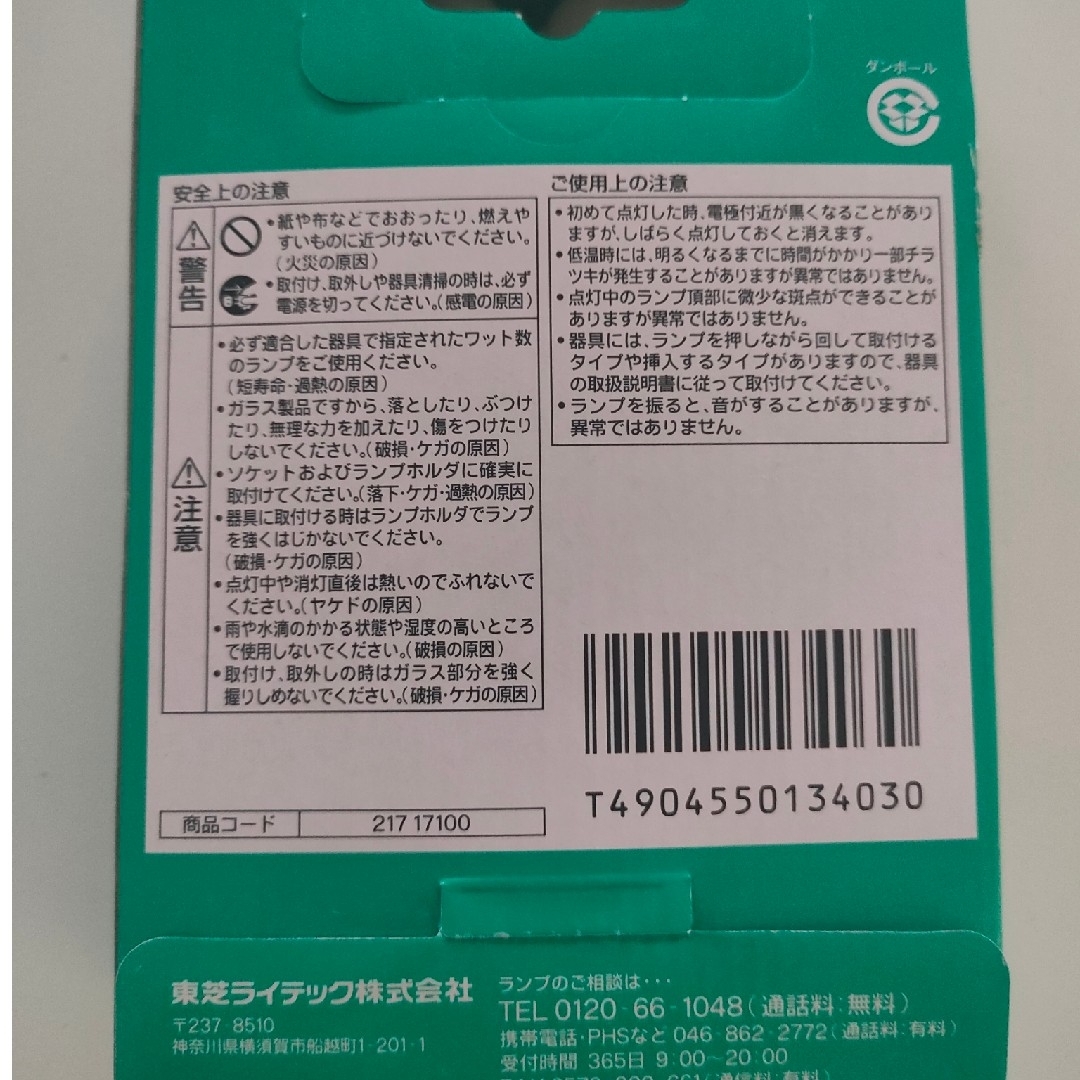 ダンボール
安全上の注意
警告
・紙や布などでおおったり、燃えや
すいものに近づけないでください。
(火災の原因)
・取付け、取外しや器具清掃の時は、必ず
電源を切ってください。(感電の原因)
注意
・必ず適合した器具で指定されたワット数
のランプをご使用ください。
(短寿命・過熱の原因)
・ガラス製品ですから、落としたり、ぶつけ
たり、無理な力を加えたり、傷をつけたり
しないでください。(破損・ケガの原因)
・ソケットおよびランプホルダに確実に
取付けてください。(落下・ケガ・過熱の原因)
・器具に取付ける時はランプホルダでランプ
を強くはじかないでください。
(破損・ケガの原因)
・点灯中や消灯直後は熱いのでふれないで
ください。(ヤケドの原因)
・雨や水滴のかかる状態や湿度の高いところ
で使用しないでください。(破損の原因)
・取付け、取外しの時はガラス部分を強く
握りしめないでください。(破損・ケガの原因)
商品コード 217 17100
ご使用上の注意
・初めて点灯した時、電極付近が黒くなることがあり
ますが、しばらく点灯しておくと消えます。
・低温時には、明るくなるまでに時間がかかり一部チラ
ツキが発生することがありますが異常ではありません。
・点灯中のランプ頂部に微少な斑点ができることが
ありますが異常ではありません。
・器具には、ランプを押しながら回して取付ける
タイプや挿入するタイプがありますので、器具
の取扱説明書に従って取付けてください。
・ランプを振ると、音がすることがありますが、
異常ではありません。
T4904550134030
東芝ライテック株式会社
〒237-8510
神奈川県横須賀市船越町1-201-1
ランプのご相談は・・・
TEL 0120-66-1048(通話料:無料)
携帯電話・PHSなど 046-862-2772(通話料:有料)
受付時間 365日 9:00~20:00